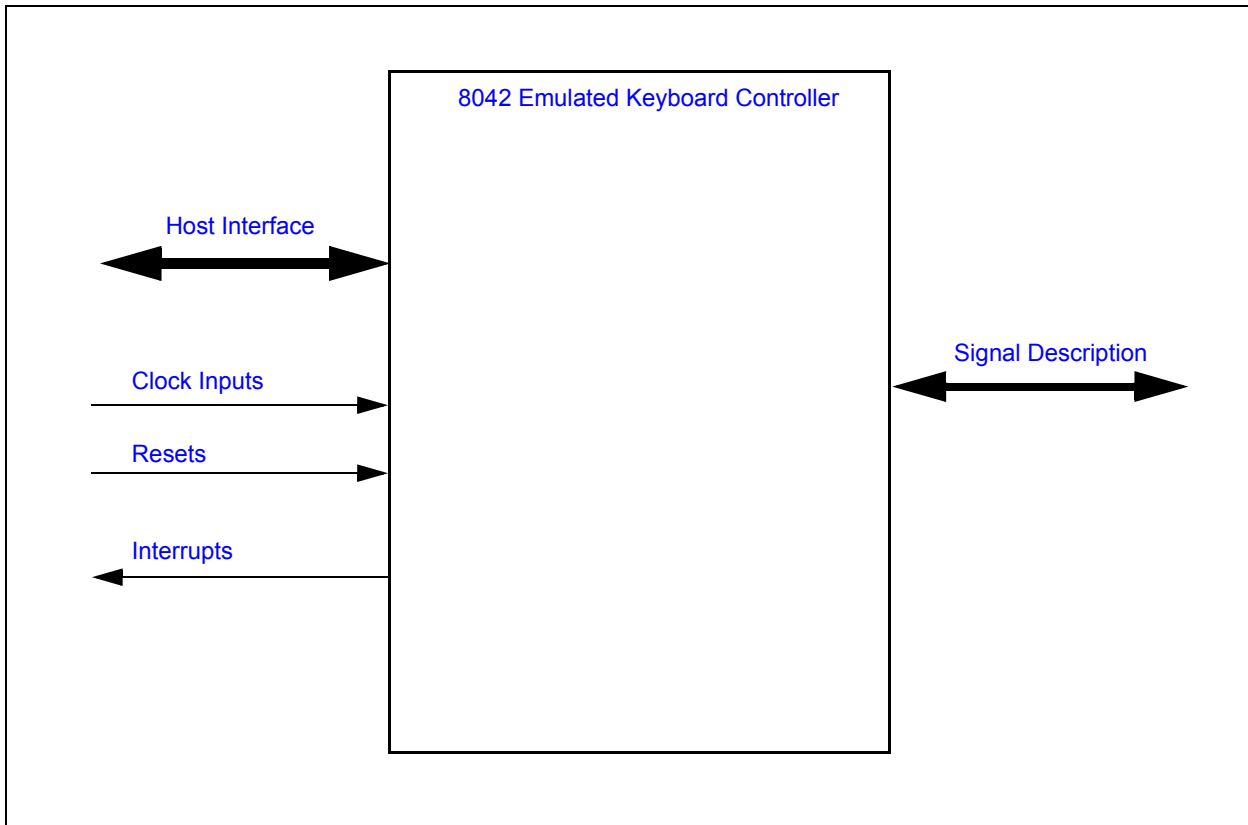 8042 Emulated Keyboard Controller
Host Interface
Signal Description
Clock Inputs
Resets
Interrupts